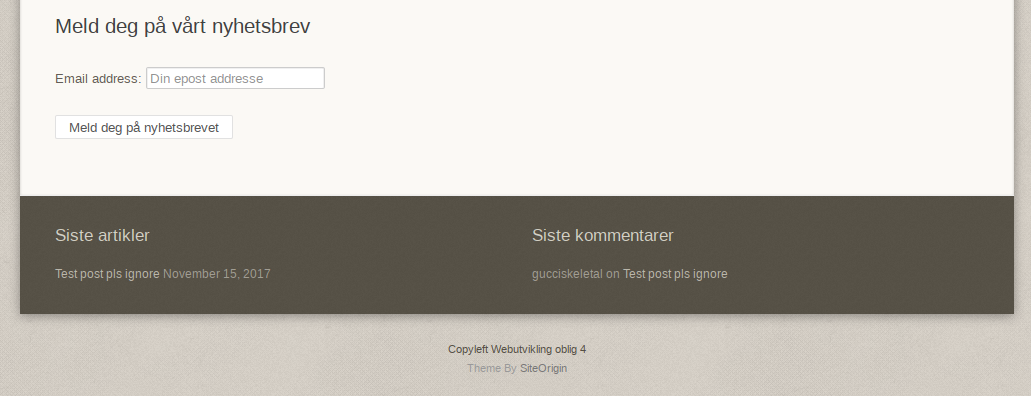 Meld deg på vårt nyhetsbrev
Email address: Din epost addresse
Meld deg på nyhetsbrevet
Siste artikler
Test post pls ignore November 15, 2017
Siste kommentarer
gucciskeletal on Test post pls ignore
Copyleft Webutvikling oblig 4
Theme By SiteOrigin